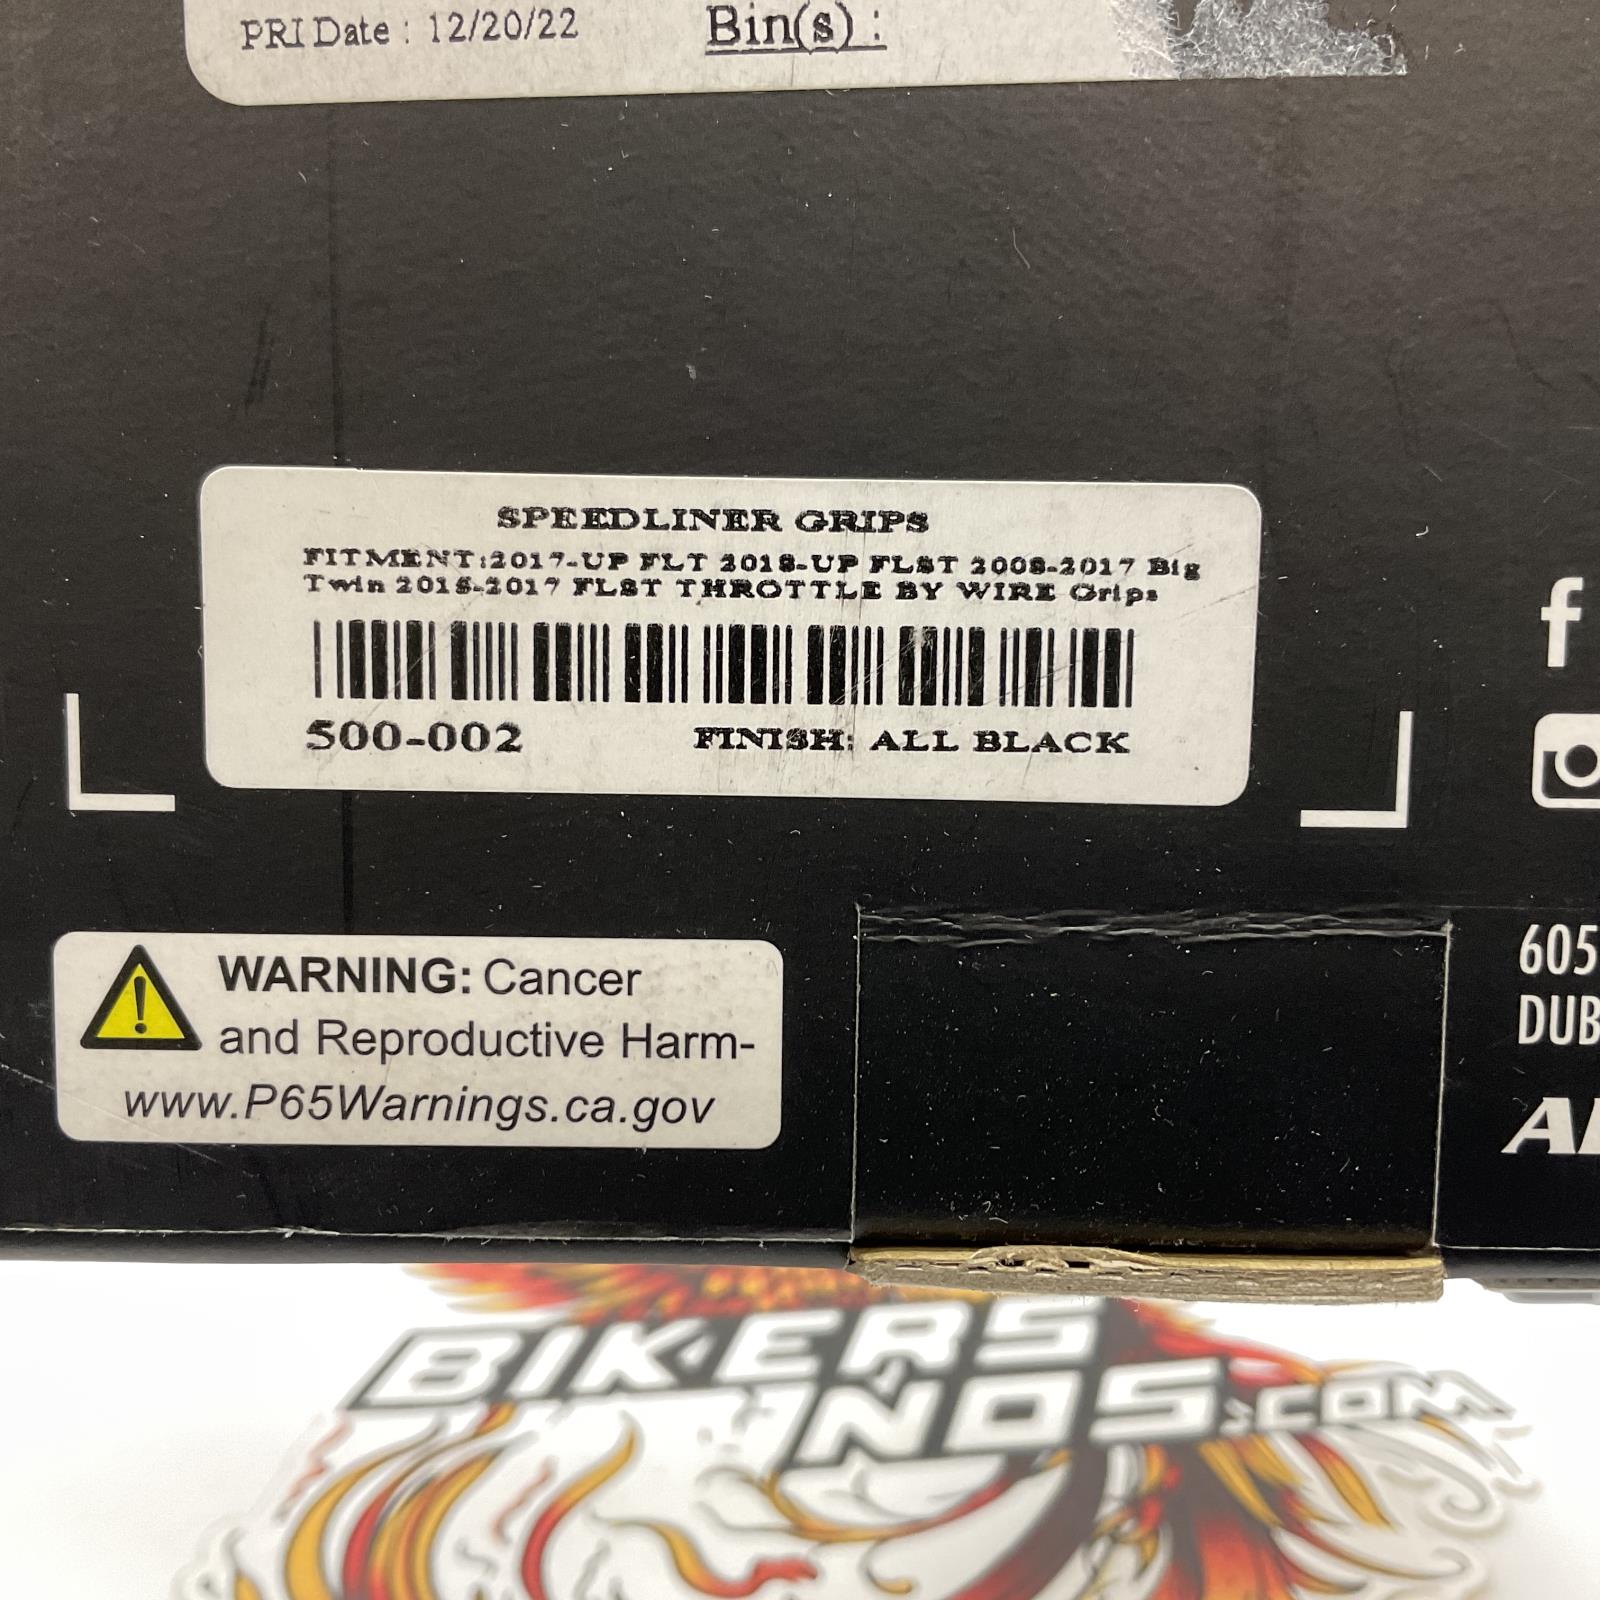 PRI Date : 12/20/22
Bin(s) :
SPEEDLINER GRIPS
FITMENT:2017-UP FLT 2018-UP FLST 2008-2017 Big
Twin 2016-2017 FLST THROTTLE BY WIRE Grips
500-002
FINISH: ALL BLACK
WARNING: Cancer
and Reproductive Harm-
www.P65Warnings.ca.gov
f
605
DUB
BIKERS
NOS.COM